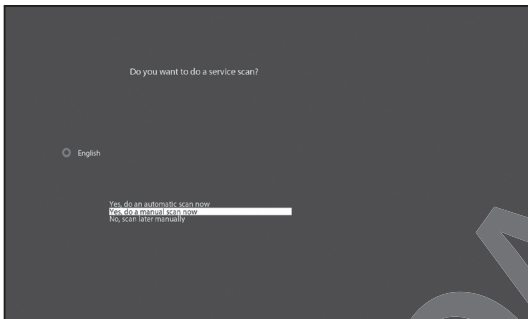 Do you want to do a service scan?
English
Yes, do an automatic scan now
Yes, do a manual scan now
No, scan later manually